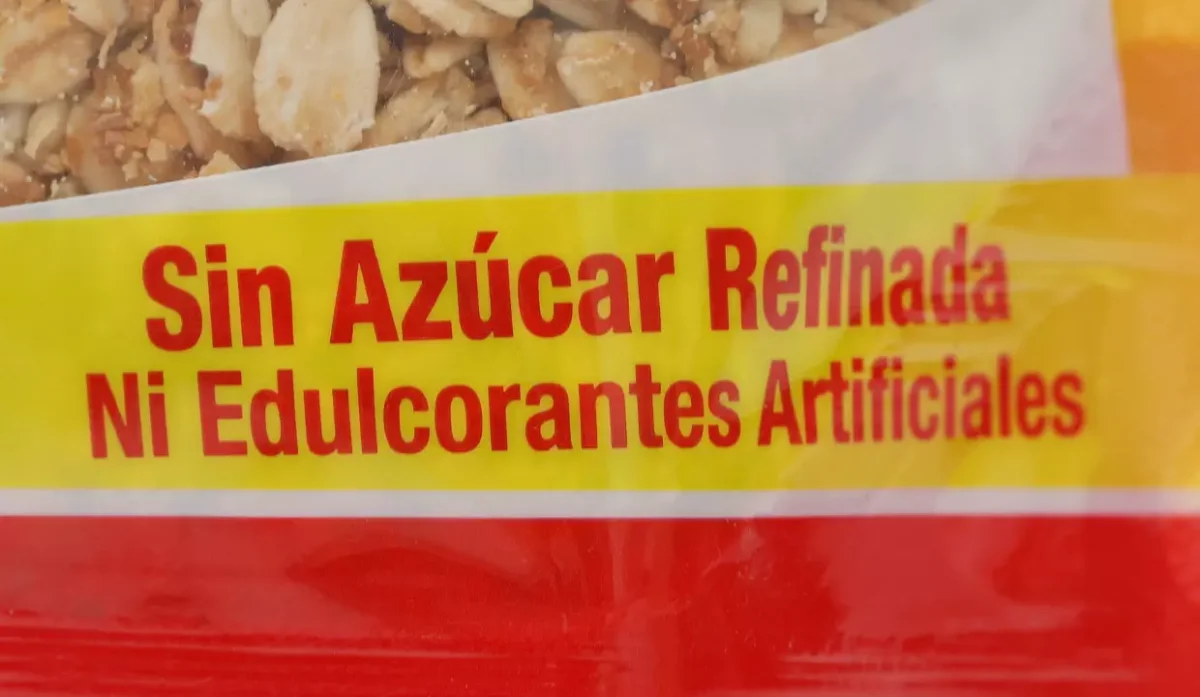 Sin Azúcar Refinada
Ni Edulcorantes Artificiales